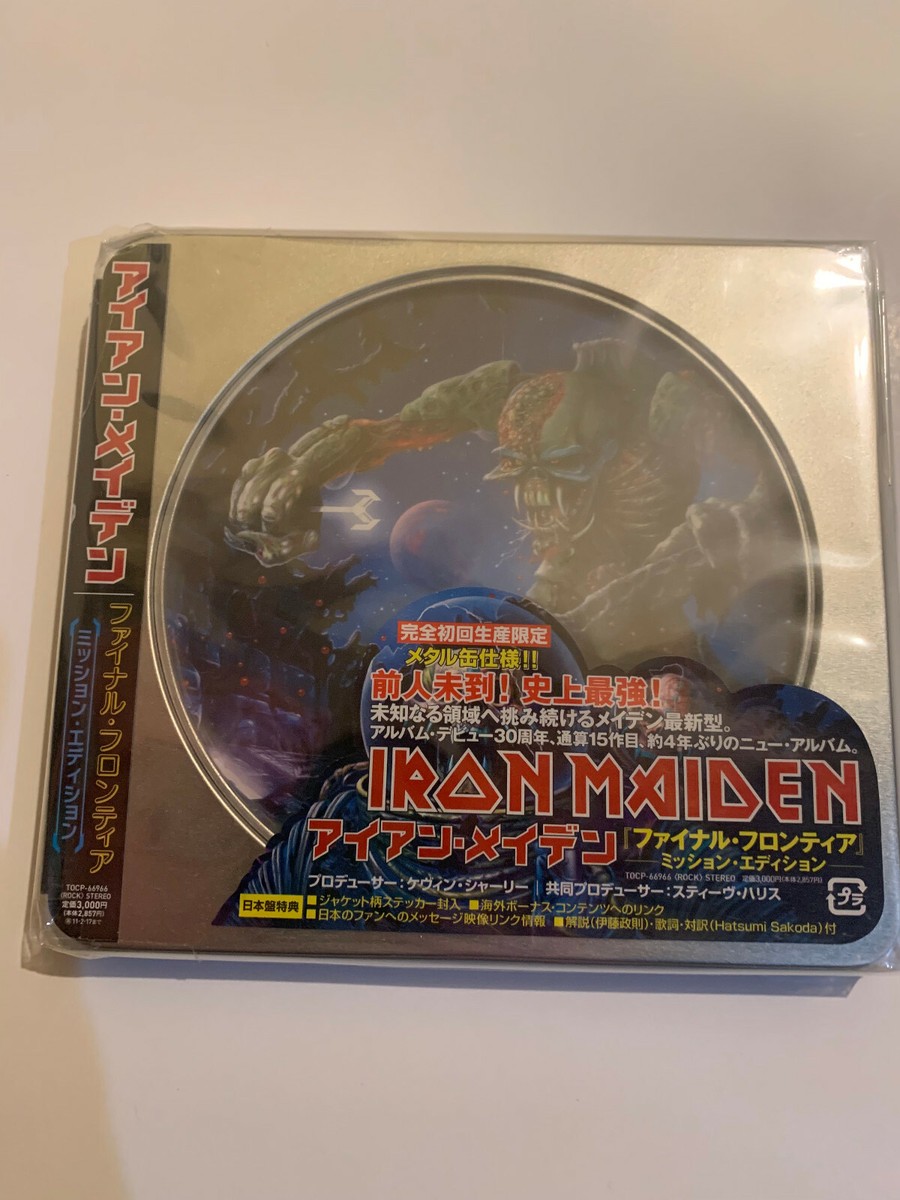 アイアン・メイデン
ファイナル・フロンティア
ミッション・エディション
TOCP-66966
(ROCK) STEREO
定価3,000円
(本体2,857円)
㊝11・2・17まで
完全初回生産限定
メタル缶仕様!!
前人未到!史上最強!
未知なる領域へ挑み続けるメイデン最新型。
アルバム・デビュー30周年、通算15作目、約4年ぶりのニュー・アルバム。
IRON MAIDEN
アイアン・メイデン『ファイナル・フロンティア』
ミッション・エディション
TOCP-66966 (ROCK) STEREO 定価3,000円(本体2,857円)
プロデューサー:ケヴィン・シャーリー | 共同プロデューサー:スティーヴ・ハリス
プラ
日本盤特典 ■ジャケット柄ステッカー封入 ■海外ボーナス・コンテンツへのリンク
■日本のファンへのメッセージ映像リンク情報 ■解説(伊藤政則)・歌詞・対訳(Hatsumi Sakoda)付